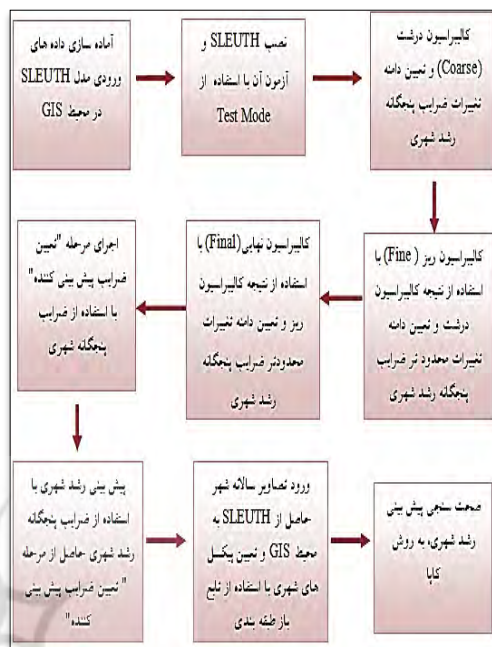 آماده سازی داده های
ورودی مدل SLEUTH
در محیط GIS
نصب SLEUTH و
آزمون آن با استفاده از
Test Mode
کالیبراسیون درشت
(Coarse) و تعیین دامنه
تغییرات ضرایب پنجگانه
رشد شهری
کالیبراسیون ریز ( Fine) با
استفاده از نتیجه کالیبراسیون
درشت و تعیین دامنه
تغییرات محدود تر ضرایب
پنجگانه رشد شهری
کالیبراسیون نهایی(Final) با
استفاده از نتیجه کالیبراسیون
ریز و تعیین دامنه تغییرات
محدودتر ضرایب پنجگانه
رشد شهری
اجرای مرحله "تعیین
ضرایب پیش بینی کننده"
با استفاده از ضرایب
پنجگانه شهری
پیش بینی رشد شهری با
استفاده از ضرایب پنجگانه
رشد شهری حاصل از مرحله
" تعیین ضرایب پیش بینی
کننده"
ورود تصاویر سالانه شهر
حاصل از SLEUTH به
محیط GIS و تعیین پیکسل
های شهری با استفاده از تابع
باز طبقه بندی
صحت سنجی پیش بینی
رشد شهری، به روش
کاپا